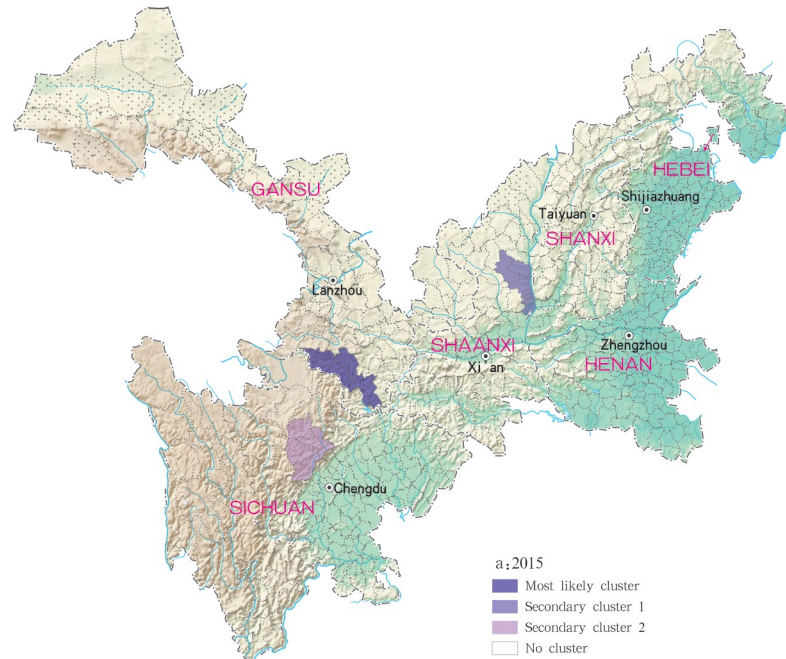 GANSU
HEBEI
Shijiazhuang
Taiyuan
SHANXI
Lanzhou
SHAANXI
Xi'an
Zhengzhou
HENAN
Chengdu
SICHUAN
a:2015
Most likely cluster
Secondary cluster 1
Secondary cluster 2
No cluster